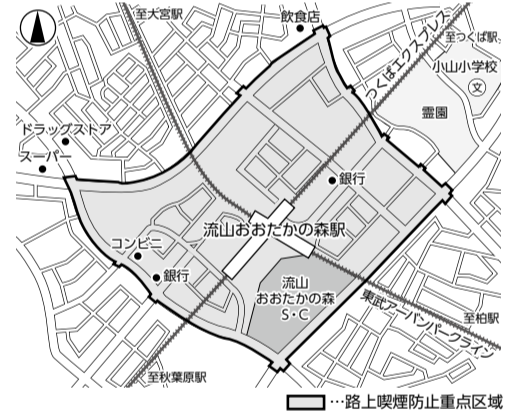 至大宮駅
飲食店
つくばエクスプレス
至つくば駅
小山小学校
文
霊園
ドラッグストア
スーパー
銀行
流山おおたかの森駅
コンビニ
銀行
流山
おおたかの森
S・C
東武アーバンパークライン
至柏駅
至秋葉原駅
…路上喫煙防止重点区域